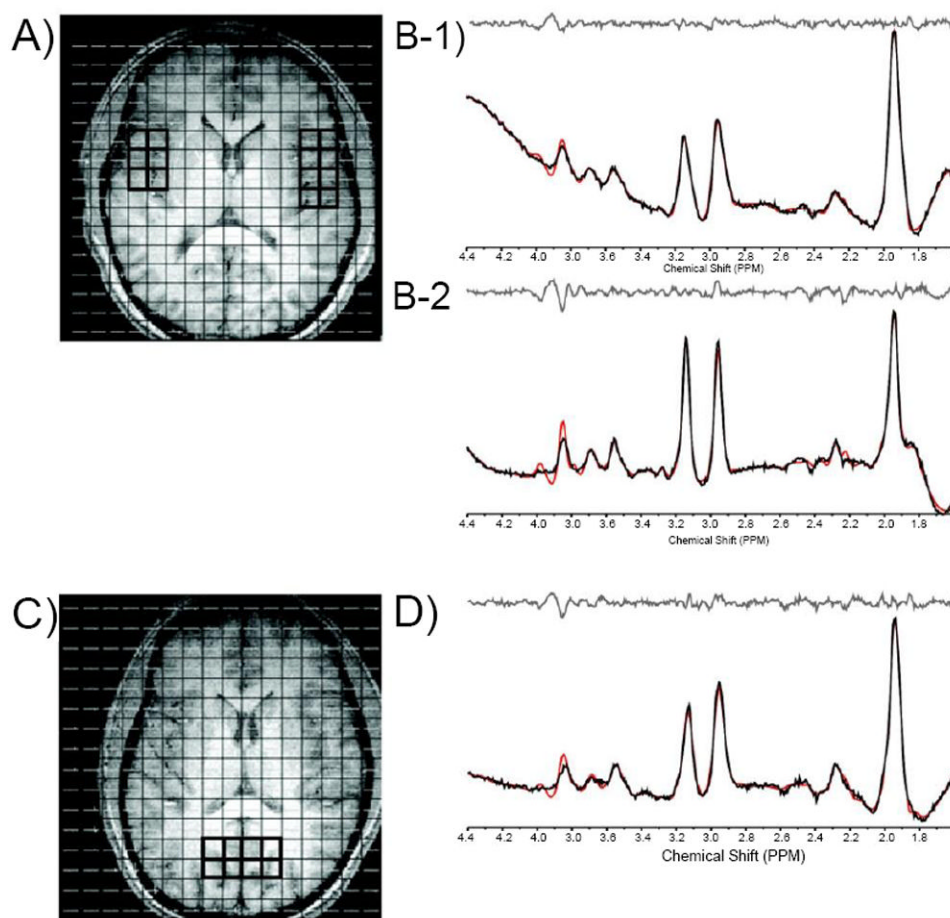 A)
B-1)
4.4 4.2 4.0 3.8 3.6 3.4 3.2 3.0 2.8 2.6 2.4 2.2 2.0 1.8
Chemical Shift (PPM)
B-2
4.4 4.2 4.0 3.0 3.6 3.4 3.2 3.0 2.0 2.6 2.4 2.2 2.0 1.8
Chemical Shift (PPM)
C)
D)
4.4 4.2 4.0 3.0 3.6 3.4 3.2 3.0 2.0 2.6 2.4 2.2 2.0 1.8
Chemical Shift (PPM)